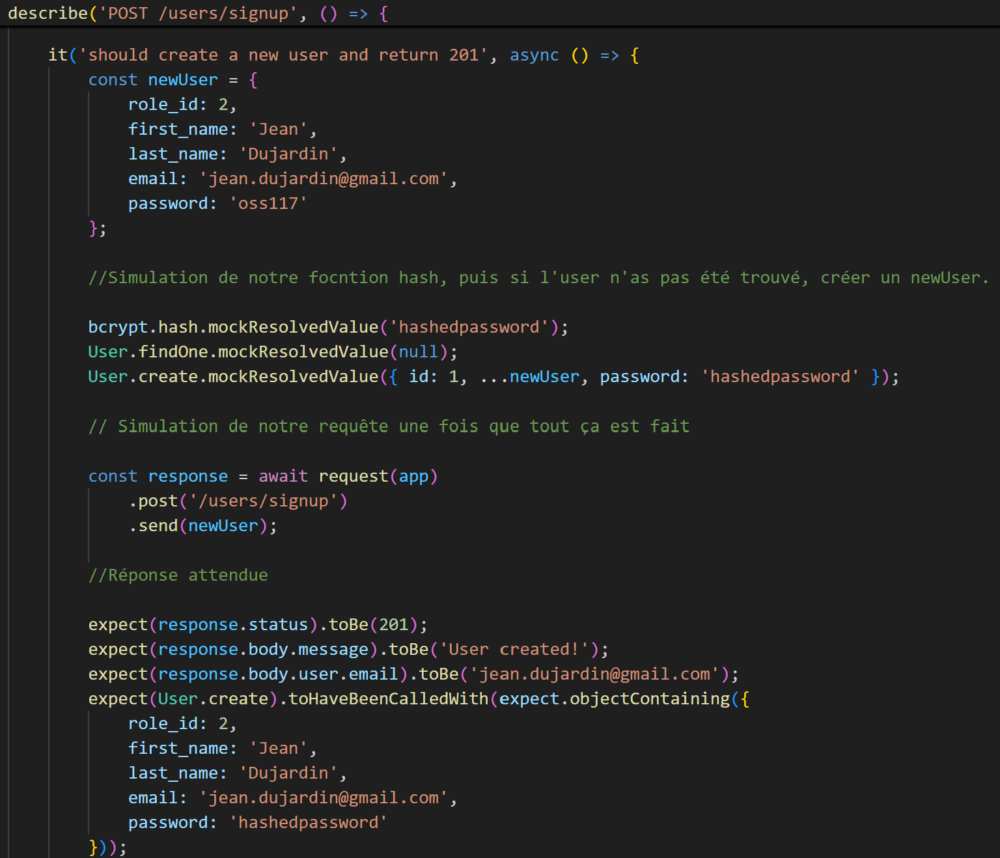 describe('POST /users/signup', () => {
it('should create a new user and return 201', async () => {
const newUser = {
role_id: 2,
first_name: 'Jean',
last_name: 'Dujardin',
email: 'jean.dujardin@gmail.com',
password: 'oss117'
};
//Simulation de notre focntion hash, puis si l'user n'as pas été trouvé, créer un newUser.
bcrypt.hash.mockResolvedValue('hashedpassword');
User.findOne.mockResolvedValue(null);
User.create.mockResolvedValue({ id: 1, ...newUser, password: 'hashedpassword' });
// Simulation de notre requête une fois que tout ça est fait
const response = await request(app)
.post('/users/signup')
.send(newUser);
//Réponse attendue
expect(response.status).toBe(201);
expect(response.body.message).toBe('User created!');
expect(response.body.user.email).toBe('jean.dujardin@gmail.com');
expect(User.create).toHaveBeenCalledWith(expect.objectContaining({
role_id: 2,
first_name: 'Jean',
last_name: 'Dujardin',
email: 'jean.dujardin@gmail.com',
password: 'hashedpassword'
}));